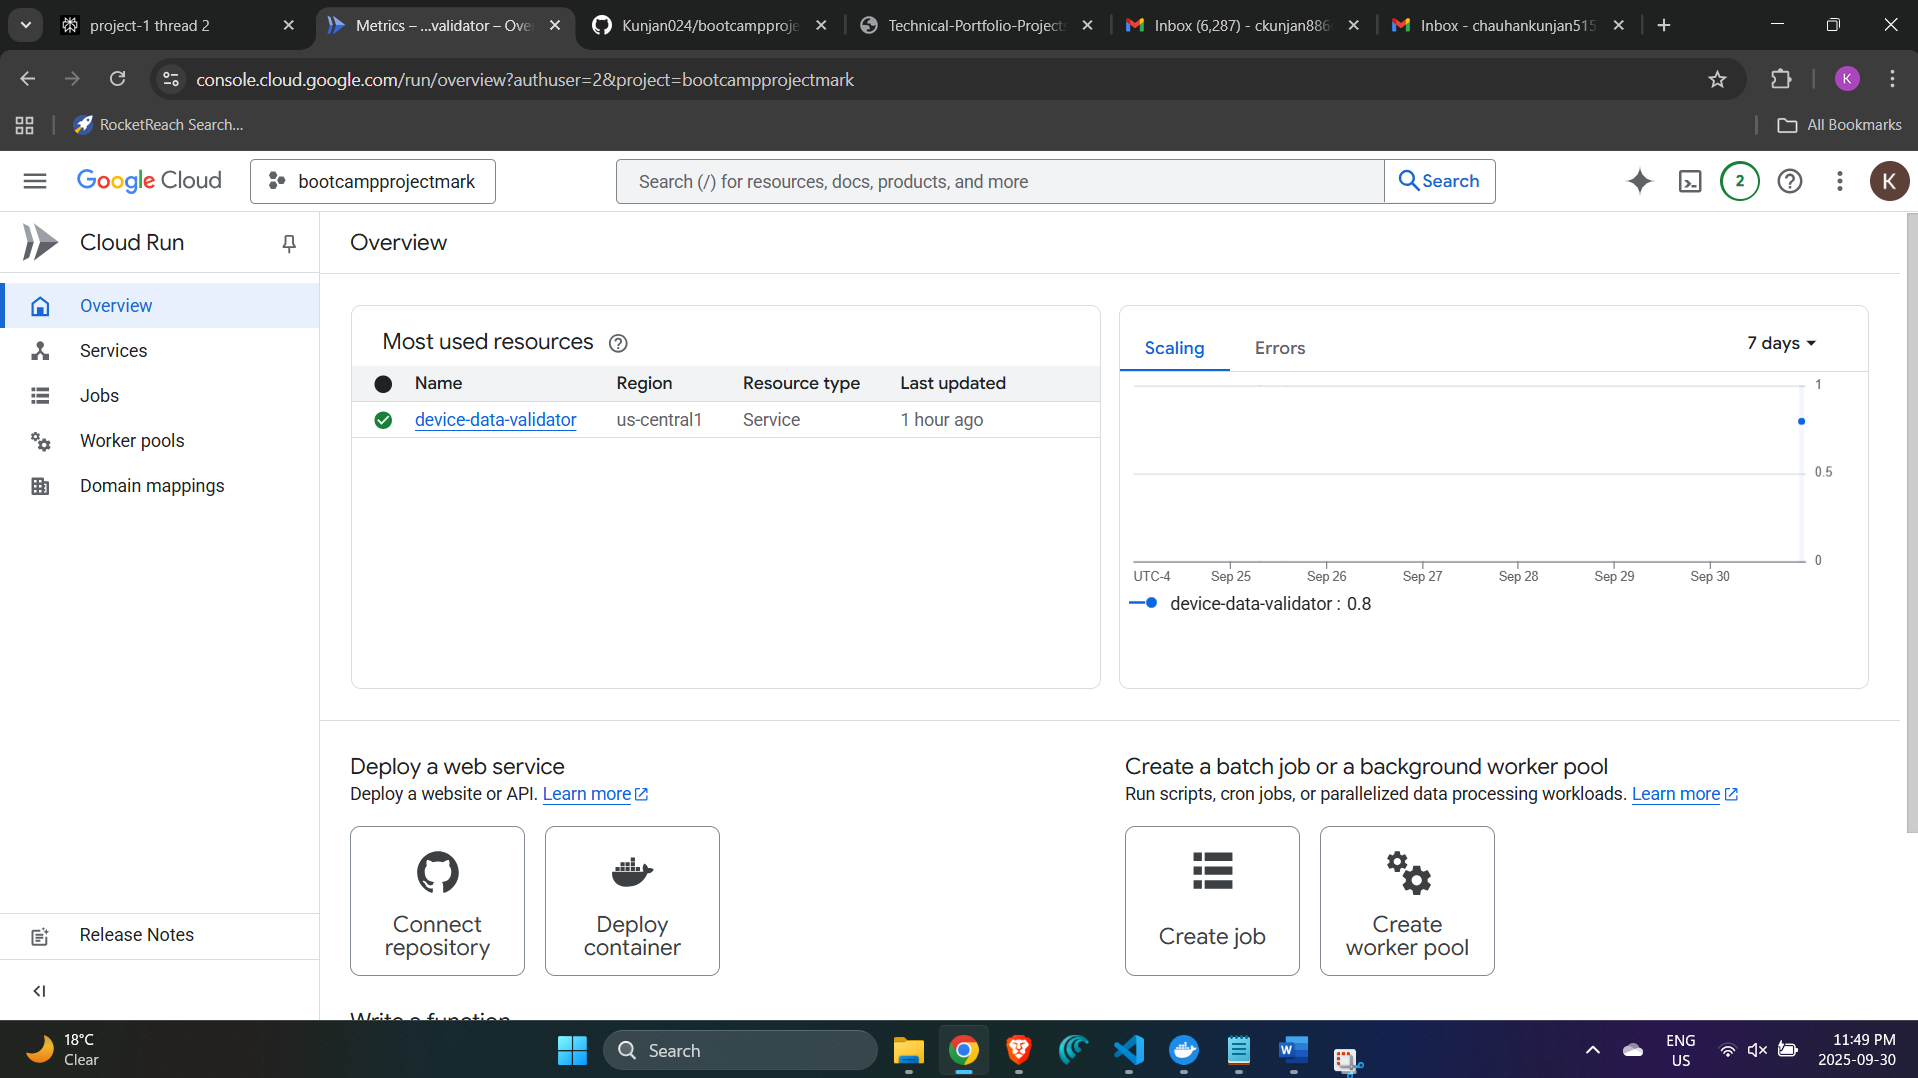 project-1 thread 2
Metrics – ...validator – Ove
Kunjan024/bootcampproje
Technical-Portfolio-Projects
Inbox (6,287) - ckunjan886
Inbox - chauhankunjan515
console.cloud.google.com/run/overview?authuser=2&project=bootcampprojectmark
K
RocketReach Search...
All Bookmarks
Google Cloud
bootcampprojectmark
Search (/) for resources, docs, products, and more
Search
2
K
Cloud Run
Overview
Overview
Services
Jobs
Worker pools
Domain mappings
Release Notes
Most used resources
Name Region Resource type Last updated
device-data-validator us-central1 Service 1 hour ago
Scaling Errors 7 days
1
0.5
0
UTC-4 Sep 25 Sep 26 Sep 27 Sep 28 Sep 29 Sep 30
device-data-validator : 0.8
Deploy a web service
Deploy a website or API. Learn more
Connect
repository
Deploy
container
Create a batch job or a background worker pool
Run scripts, cron jobs, or parallelized data processing workloads. Learn more
Create job
Create
worker pool
Write a function
18°C
Clear
Search
W
ENG
US
11:49 PM
2025-09-30